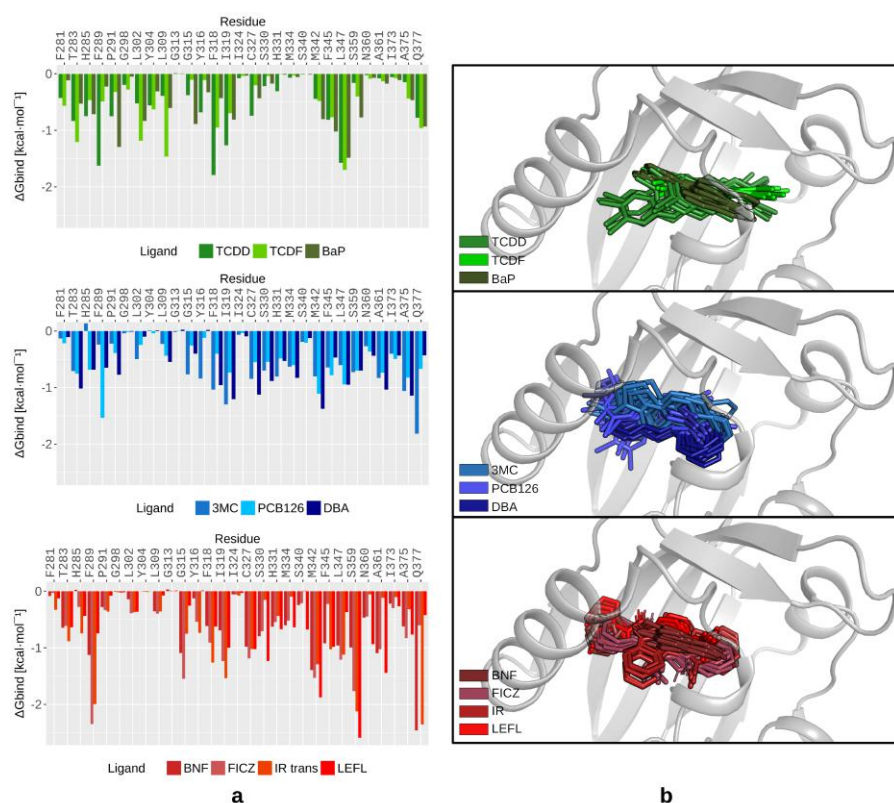 Residue
F281 T283 H285 F289 P291 G298 L302 Y304 L309 G313 G315 Y316 F318 I319 I324 C327 S330 H331 M334 S340 M342 F345 L347 S359 N360 A361 I373 A375 Q377
ΔGbind [kcal·mol⁻¹]
0
-1
-2
Ligand TCDD TCDF BaP
Residue
F281 T283 H285 F289 P291 G298 L302 Y304 L309 G313 G315 Y316 F318 I319 I324 C327 S330 H331 M334 S340 M342 F345 L347 S359 N360 A361 I373 A375 Q377
ΔGbind [kcal·mol⁻¹]
0
-1
-2
Ligand 3MC PCB126 DBA
Residue
F281 T283 H285 F289 P291 G298 L302 Y304 L309 G313 G315 Y316 F318 I319 I324 C327 S330 H331 M334 S340 M342 F345 L347 S359 N360 A361 I373 A375 Q377
ΔGbind [kcal·mol⁻¹]
0
-1
-2
Ligand BNF FICZ IR trans LEFL
a
TCDD
TCDF
BaP
3MC
PCB126
DBA
BNF
FICZ
IR
LEFL
b